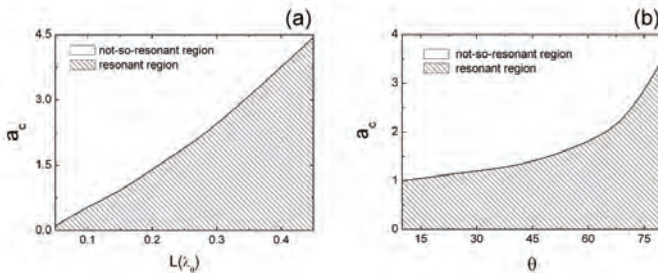 (a)
4.5
3.0
1.5
0.0
a_c
not-so-resonant region
resonant region
0.1 0.2 0.3 0.4
L(λ₀)
(b)
4
3
2
1
0
a_c
not-so-resonant region
resonant region
15 30 45 60 75
θ